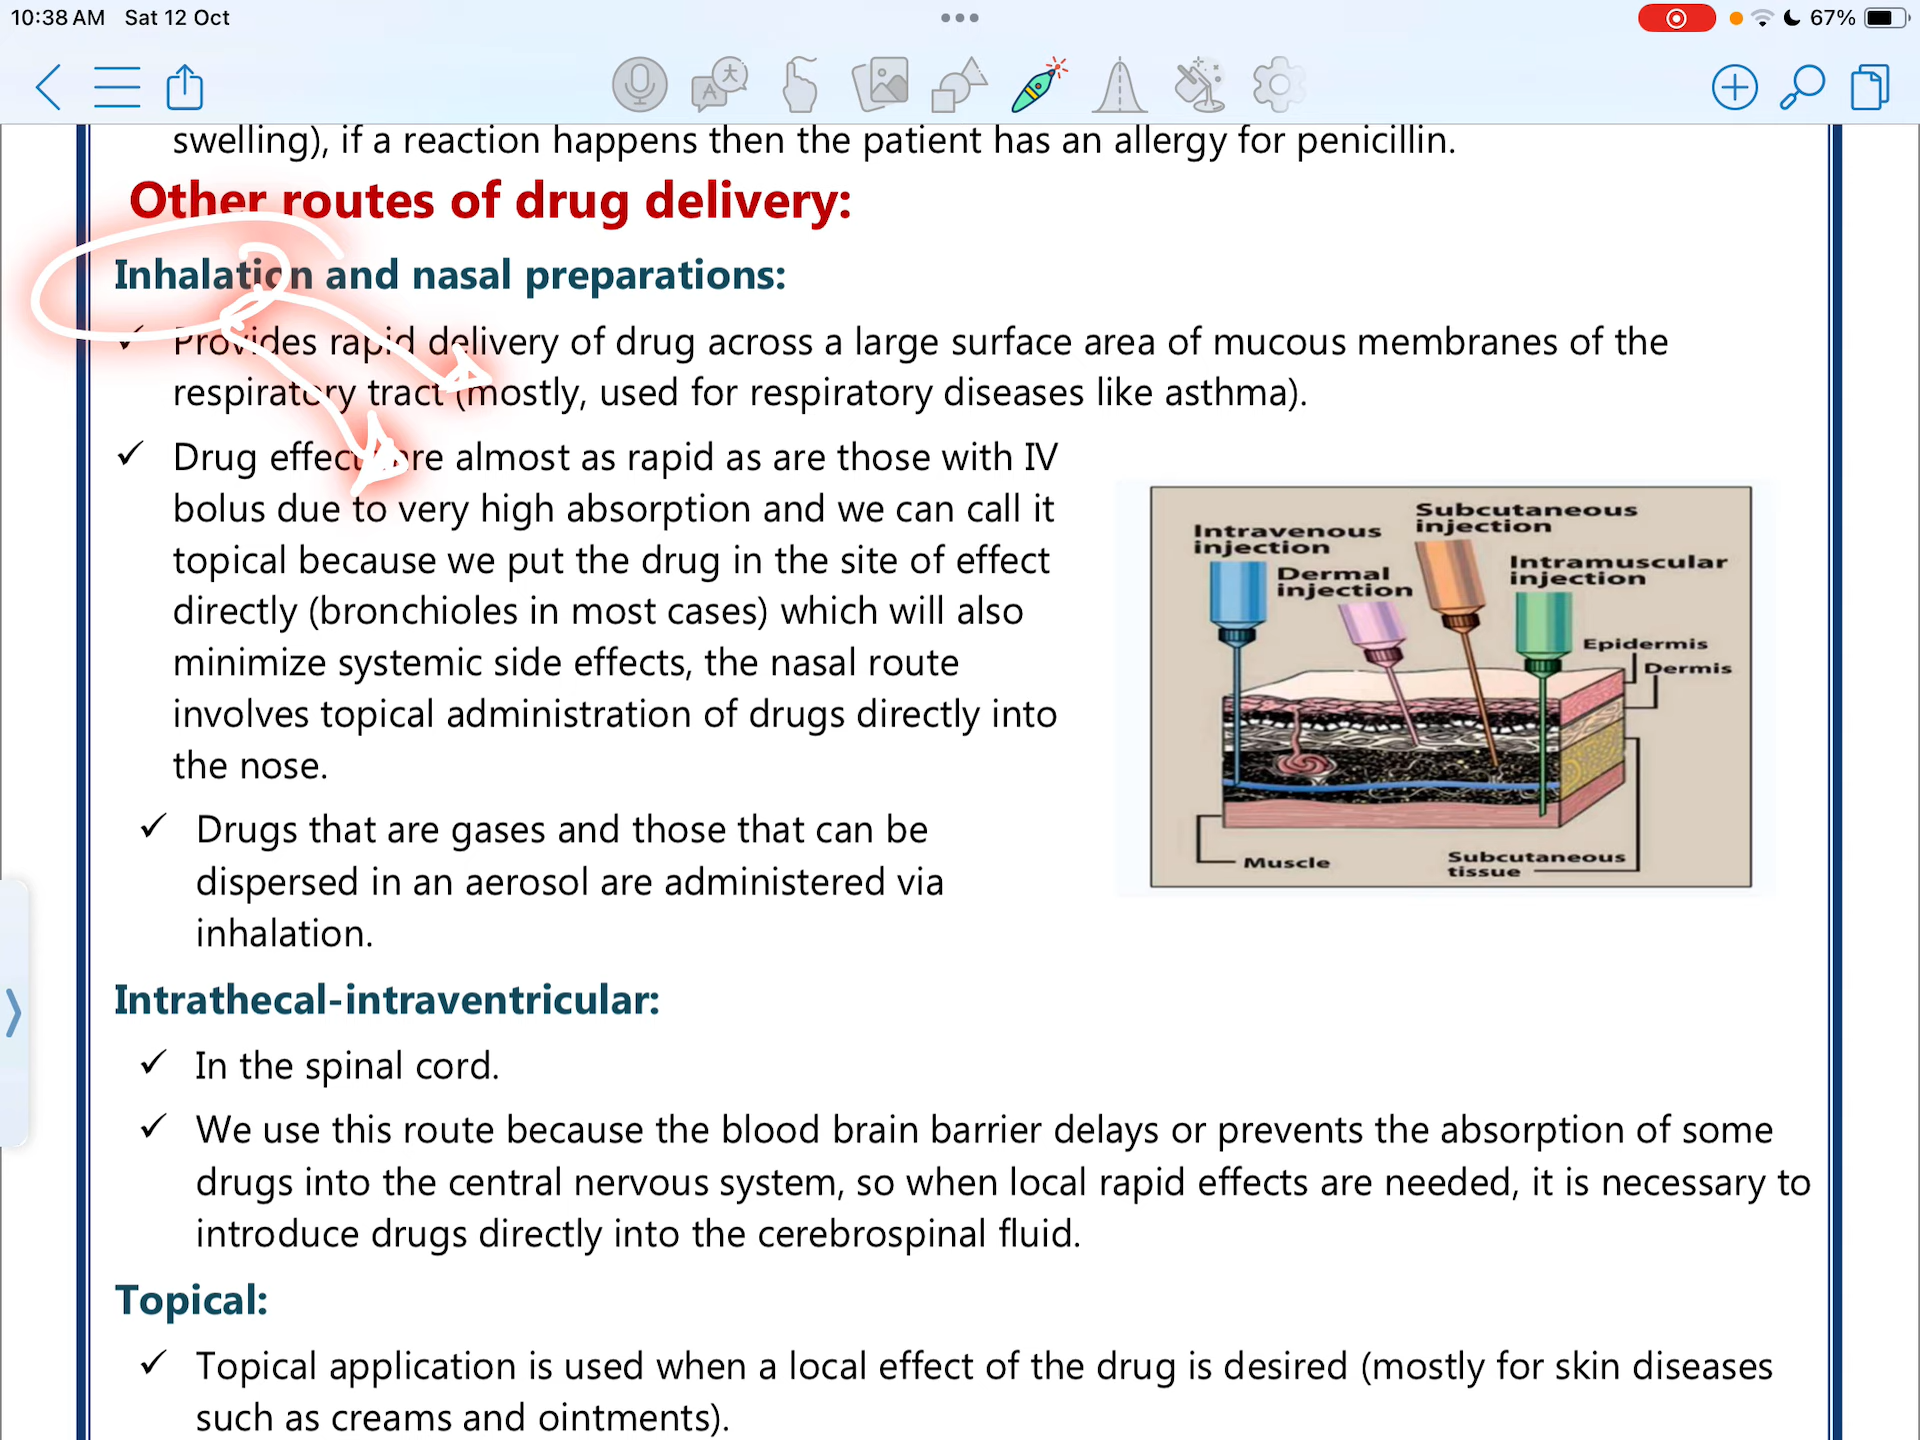 10:38 AM Sat 12 Oct
67%
swelling), if a reaction happens then the patient has an allergy for penicillin.
Other routes of drug delivery:
Inhalation and nasal preparations:
✓ Provides rapid delivery of drug across a large surface area of mucous membranes of the
respiratory tract (mostly, used for respiratory diseases like asthma).
✓ Drug effect are almost as rapid as are those with IV
bolus due to very high absorption and we can call it
topical because we put the drug in the site of effect
directly (bronchioles in most cases) which will also
minimize systemic side effects, the nasal route
involves topical administration of drugs directly into
the nose.
✓ Drugs that are gases and those that can be
dispersed in an aerosol are administered via
inhalation.
Intravenous
injection
Dermal
injection
Subcutaneous
injection
Intramuscular
injection
Epidermis
Dermis
Muscle
Subcutaneous
tissue
Intrathecal-intraventricular:
✓ In the spinal cord.
✓ We use this route because the blood brain barrier delays or prevents the absorption of some
drugs into the central nervous system, so when local rapid effects are needed, it is necessary to
introduce drugs directly into the cerebrospinal fluid.
Topical:
✓ Topical application is used when a local effect of the drug is desired (mostly for skin diseases
such as creams and ointments).